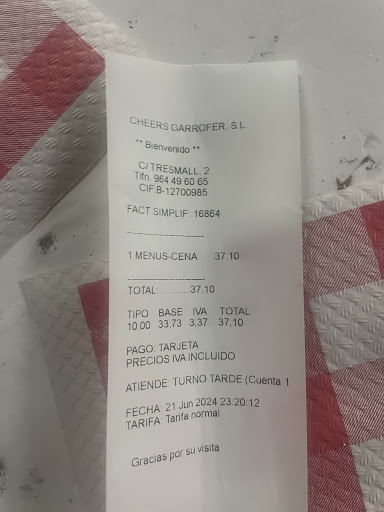 CHEERS GARROFER, S.L
** Bienvenido **
C/ TRESMALL, 2
Tlfn. 964 49 60 65
CIF B-12700985
FACT SIMPLIF: 16864
------------------------
1 MENUS-CENA 37,10
------------------------
TOTAL:............37,10
TIPO BASE IVA TOTAL
10,00 33,73 3,37 37,10
PAGO: TARJETA
PRECIOS IVA INCLUIDO
ATIENDE: TURNO TARDE (Cuenta 1
FECHA: 21 Jun 2024 23:20:12
TARIFA: Tarifa normal
Gracias por su visita